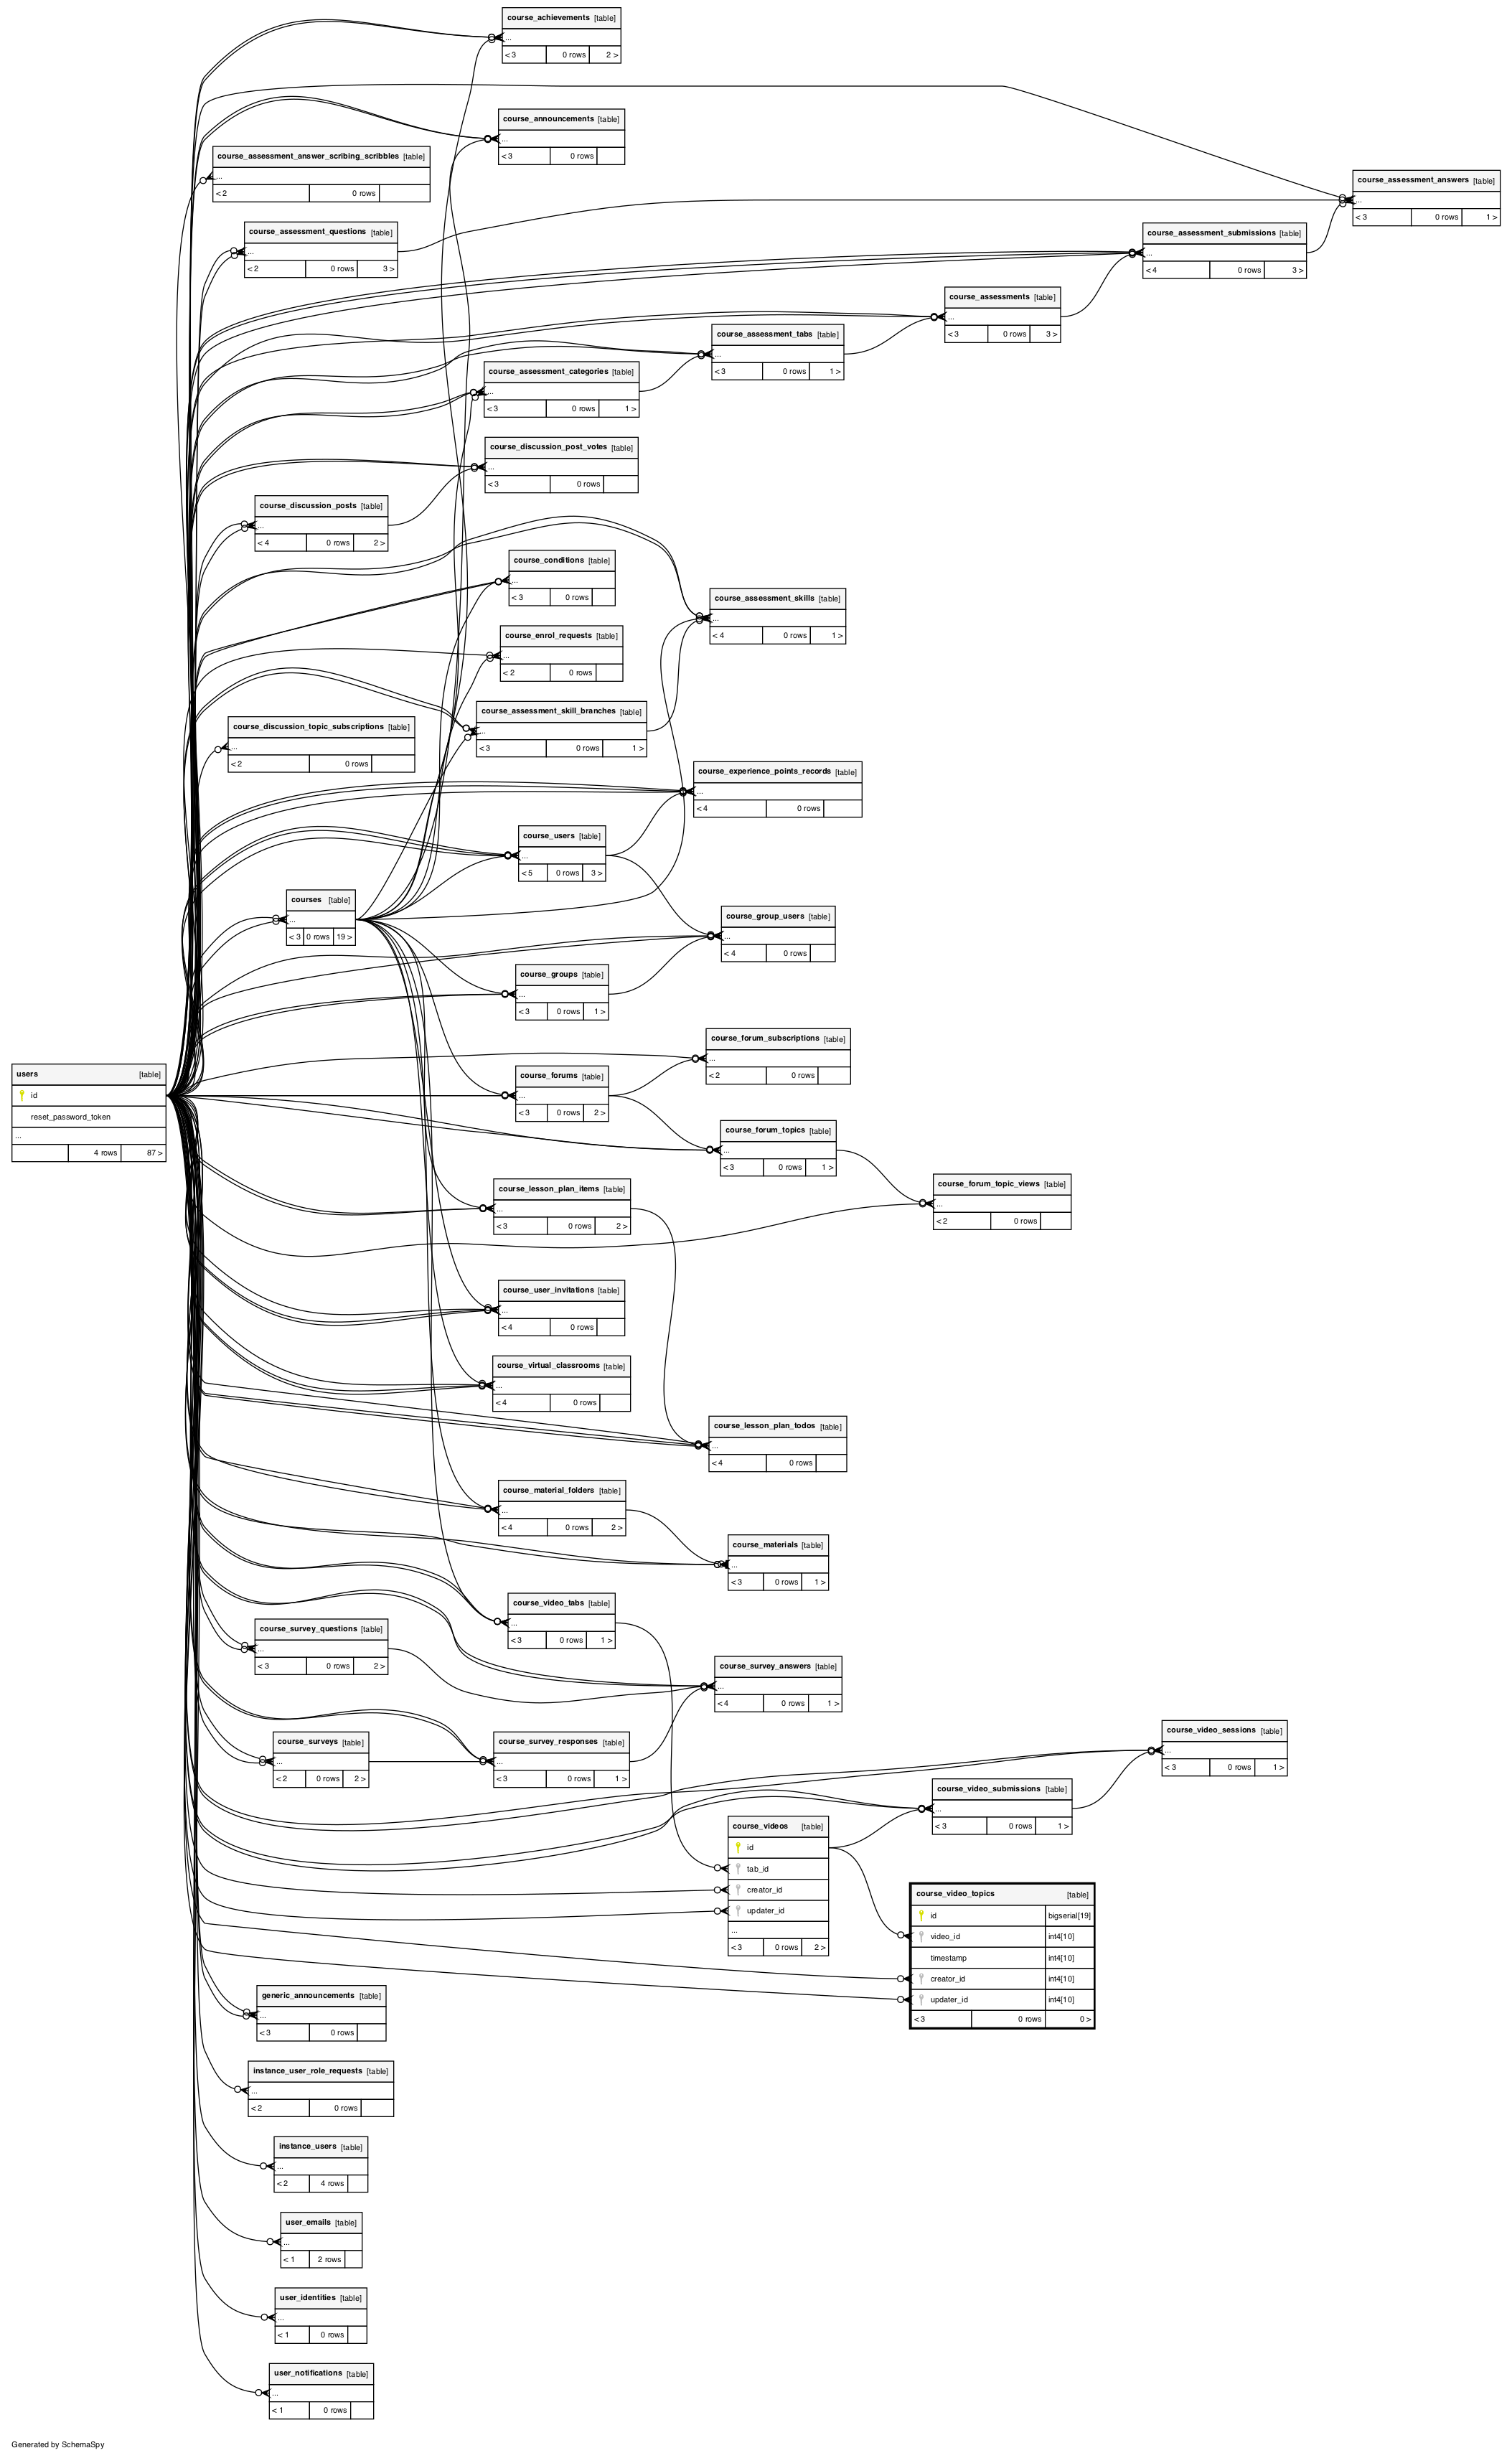 course_achievements [table]
...
< 3 0 rows 2 >
course_announcements [table]
...
< 3 0 rows
course_assessment_answer_scribing_scribbles [table]
...
< 2 0 rows
course_assessment_answers [table]
...
< 3 0 rows 1 >
course_assessment_questions [table]
...
< 2 0 rows 3 >
course_assessment_submissions [table]
...
< 4 0 rows 3 >
course_assessments [table]
...
< 3 0 rows 3 >
course_assessment_tabs [table]
...
< 3 0 rows 1 >
course_assessment_categories [table]
...
< 3 0 rows 1 >
course_discussion_post_votes [table]
...
< 3 0 rows
course_discussion_posts [table]
...
< 4 0 rows 2 >
course_conditions [table]
...
< 3 0 rows
course_assessment_skills [table]
...
< 4 0 rows 1 >
course_enrol_requests [table]
...
< 2 0 rows
course_assessment_skill_branches [table]
...
< 3 0 rows 1 >
course_discussion_topic_subscriptions [table]
...
< 2 0 rows
course_experience_points_records [table]
...
< 4 0 rows
course_users [table]
...
< 5 0 rows 3 >
courses [table]
...
< 3 0 rows 19 >
course_group_users [table]
...
< 4 0 rows
course_groups [table]
...
< 3 0 rows 1 >
course_forum_subscriptions [table]
...
< 2 0 rows
users [table]
id
reset_password_token
...
4 rows 87 >
course_forums [table]
...
< 3 0 rows 2 >
course_forum_topics [table]
...
< 3 0 rows 1 >
course_forum_topic_views [table]
...
< 2 0 rows
course_lesson_plan_items [table]
...
< 3 0 rows 2 >
course_user_invitations [table]
...
< 4 0 rows
course_virtual_classrooms [table]
...
< 4 0 rows
course_lesson_plan_todos [table]
...
< 4 0 rows
course_material_folders [table]
...
< 4 0 rows 2 >
course_materials [table]
...
< 3 0 rows 1 >
course_video_tabs [table]
...
< 3 0 rows 1 >
course_survey_questions [table]
...
< 3 0 rows 2 >
course_survey_answers [table]
...
< 4 0 rows 1 >
course_video_sessions [table]
...
< 3 0 rows 1 >
course_surveys [table]
...
< 2 0 rows 2 >
course_survey_responses [table]
...
< 3 0 rows 1 >
course_video_submissions [table]
...
< 3 0 rows 1 >
course_videos [table]
id
tab_id
creator_id
updater_id
...
< 3 0 rows 2 >
course_video_topics [table]
id bigserial[19]
video_id int4[10]
timestamp int4[10]
creator_id int4[10]
updater_id int4[10]
< 3 0 rows 0 >
generic_announcements [table]
...
< 3 0 rows
instance_user_role_requests [table]
...
< 2 0 rows
instance_users [table]
...
< 2 4 rows
user_emails [table]
...
< 1 2 rows
user_identities [table]
...
< 1 0 rows
user_notifications [table]
...
< 1 0 rows
Generated by SchemaSpy